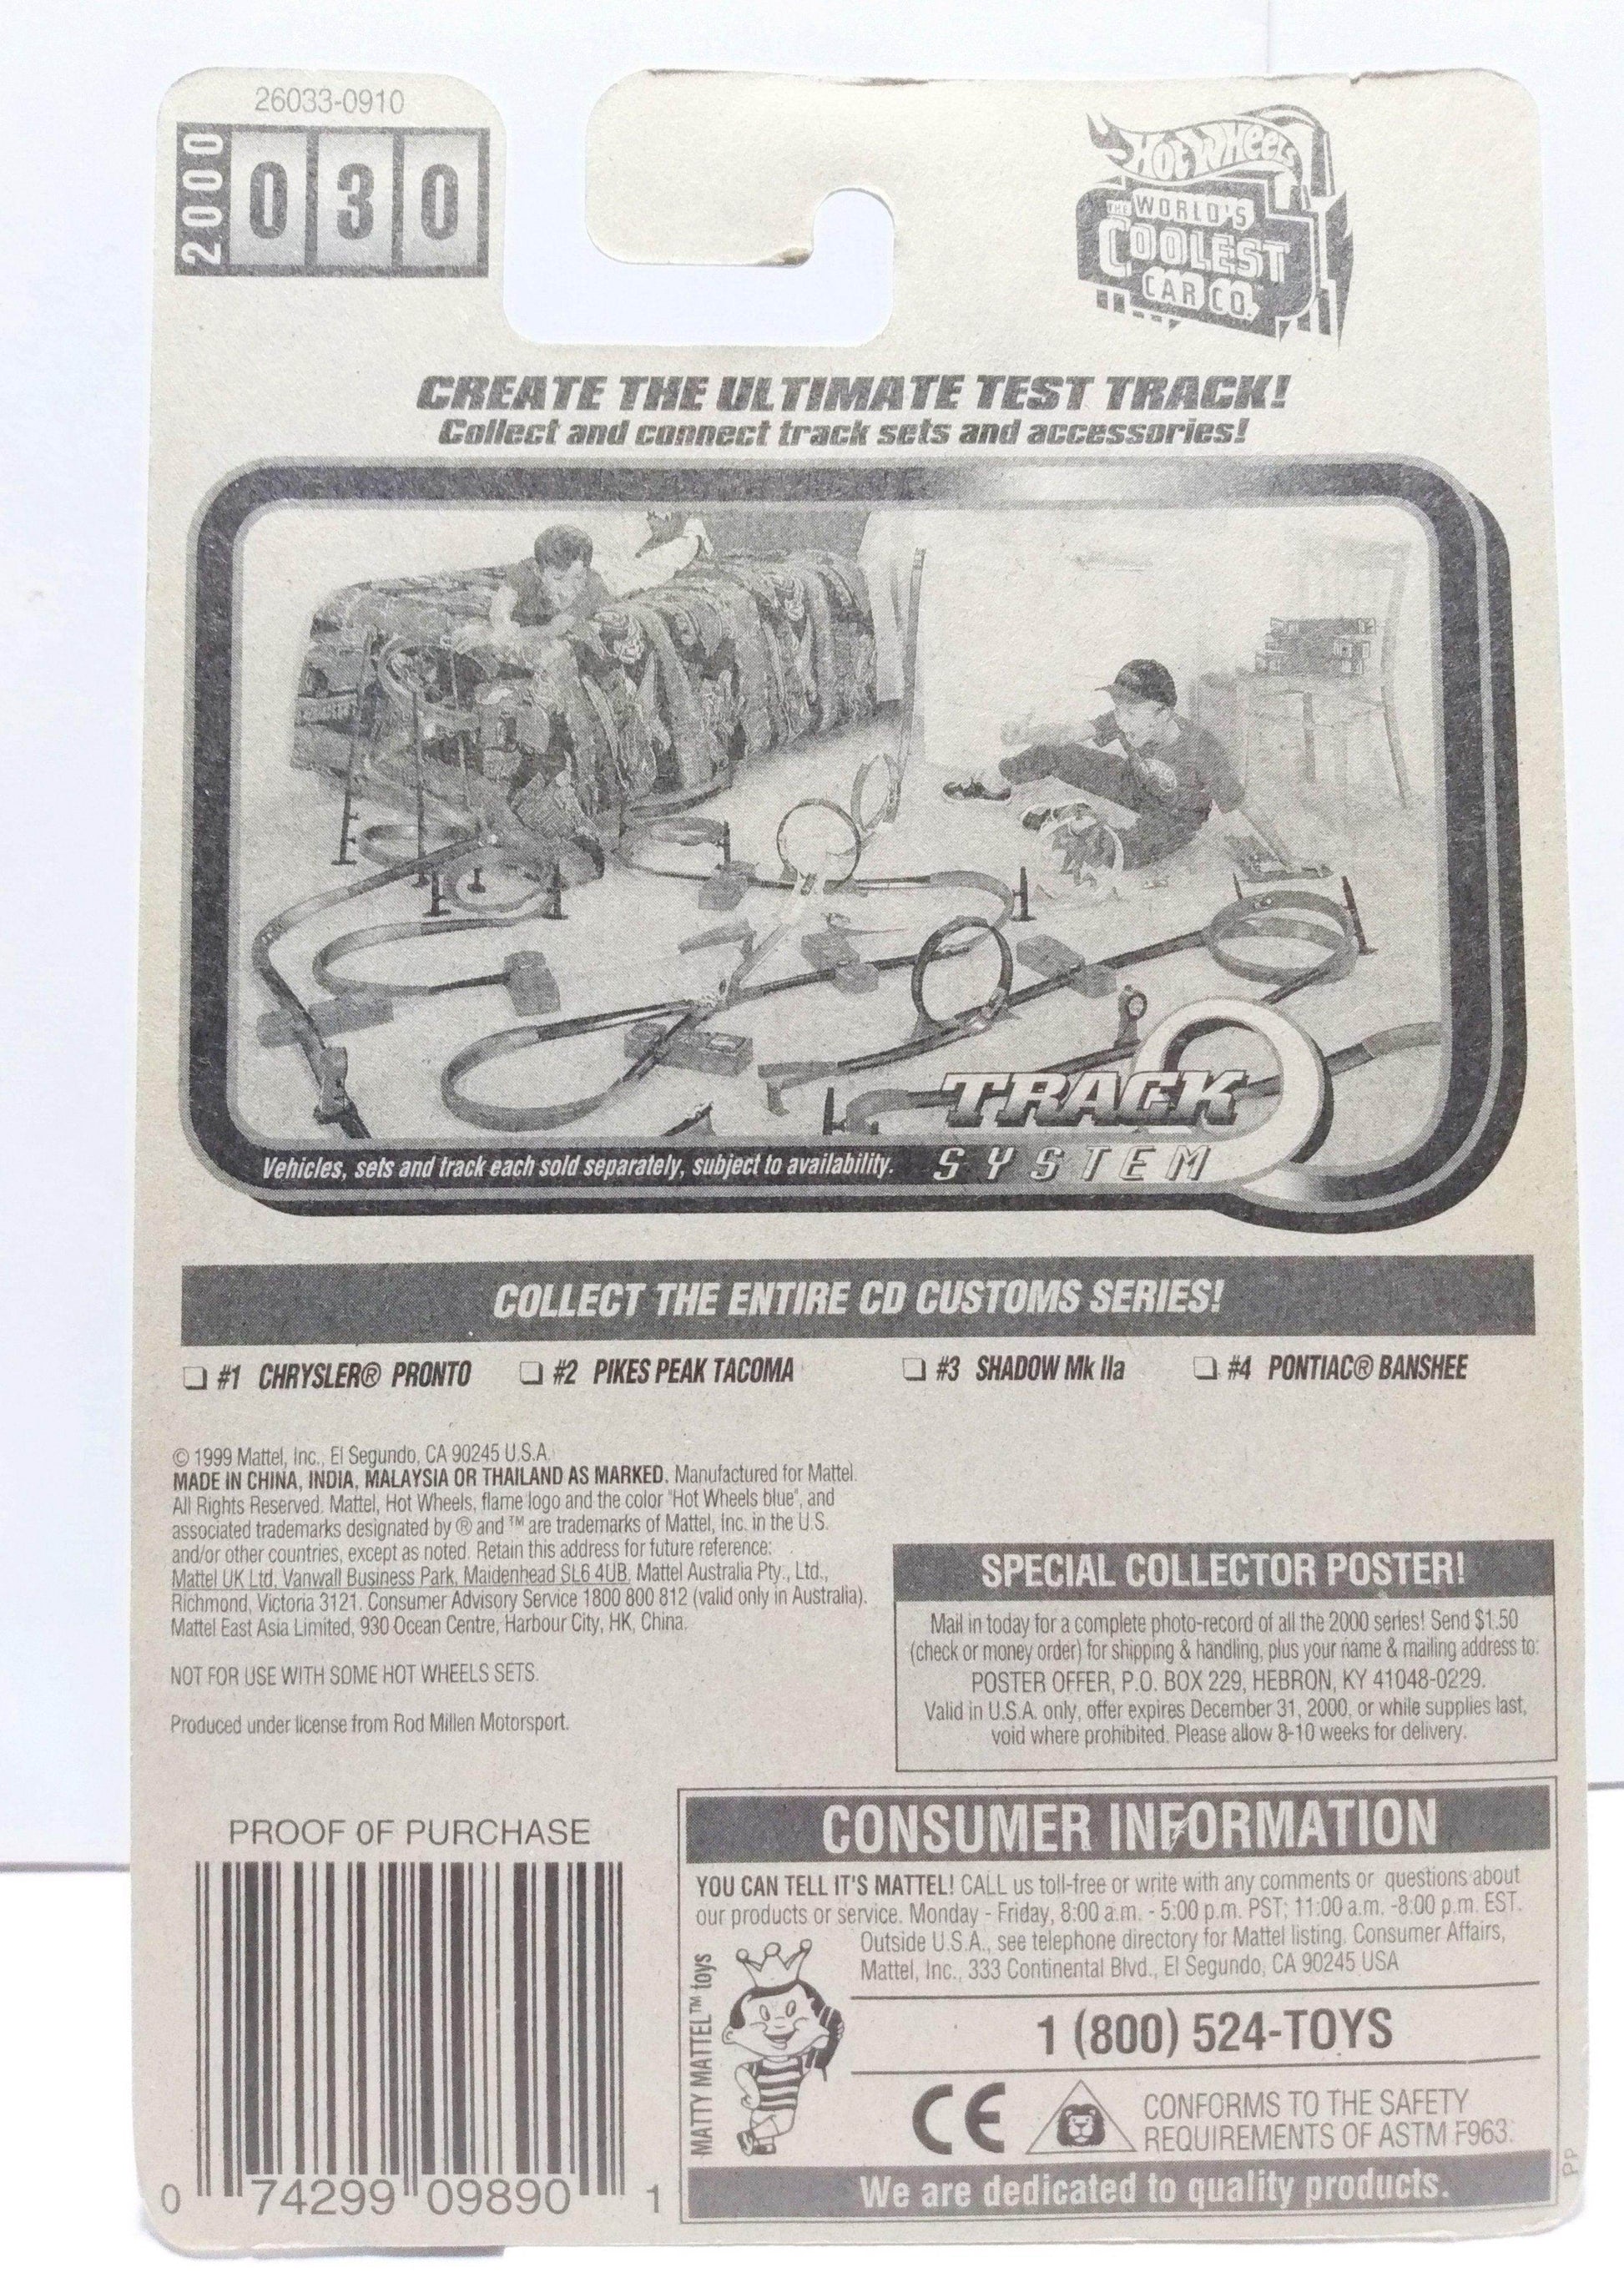 26033-0910
2000
030
HOT WHEELS
THE WORLD'S
COOLEST
CAR CO.
CREATE THE ULTIMATE TEST TRACK!
Collect and connect track sets and accessories!
TRACK
SYSTEM
Vehicles, sets and track each sold separately, subject to availability.
COLLECT THE ENTIRE CD CUSTOMS SERIES!
#1 CHRYSLER® PRONTO #2 PIKES PEAK TACOMA #3 SHADOW Mk IIa #4 PONTIAC® BANSHEE
© 1999 Mattel, Inc., El Segundo, CA 90245 U.S.A.
MADE IN CHINA, INDIA, MALAYSIA OR THAILAND AS MARKED. Manufactured for Mattel.
All Rights Reserved. Mattel, Hot Wheels, flame logo and the color "Hot Wheels blue", and
associated trademarks designated by ® and ™ are trademarks of Mattel, Inc. in the U.S.
and/or other countries, except as noted. Retain this address for future reference:
Mattel UK Ltd, Vanwall Business Park, Maidenhead SL6 4UB. Mattel Australia Pty., Ltd.,
Richmond, Victoria 3121. Consumer Advisory Service 1800 800 812 (valid only in Australia).
Mattel East Asia Limited, 930 Ocean Centre, Harbour City, HK, China.
NOT FOR USE WITH SOME HOT WHEELS SETS.
Produced under license from Rod Millen Motorsport.
SPECIAL COLLECTOR POSTER!
Mail in today for a complete photo-record of all the 2000 series! Send $1.50
(check or money order) for shipping & handling, plus your name & mailing address to:
POSTER OFFER, P.O. BOX 229, HEBRON, KY 41048-0229.
Valid in U.S.A. only, offer expires December 31, 2000, or while supplies last,
void where prohibited. Please allow 8-10 weeks for delivery.
PROOF OF PURCHASE
0 74299 09890 1
CONSUMER INFORMATION
YOU CAN TELL IT'S MATTEL! CALL us toll-free or write with any comments or questions about
our products or service. Monday - Friday, 8:00 a.m. - 5:00 p.m. PST; 11:00 a.m. -8:00 p.m. EST.
Outside U.S.A., see telephone directory for Mattel listing. Consumer Affairs,
Mattel, Inc., 333 Continental Blvd., El Segundo, CA 90245 USA
MATTY MATTEL™ toys
1 (800) 524-TOYS
CE
CONFORMS TO THE SAFETY
REQUIREMENTS OF ASTM F963.
We are dedicated to quality products.
PP